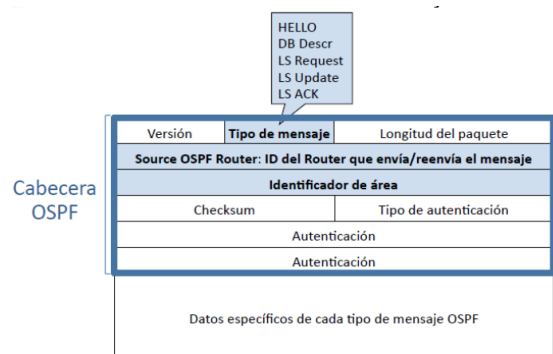 HELLO
DB Descr
LS Request
LS Update
LS ACK
Versión Tipo de mensaje Longitud del paquete
Source OSPF Router: ID del Router que envía/reenvía el mensaje
Identificador de área
Cabecera
OSPF
Checksum Tipo de autenticación
Autenticación
Autenticación
Datos específicos de cada tipo de mensaje OSPF